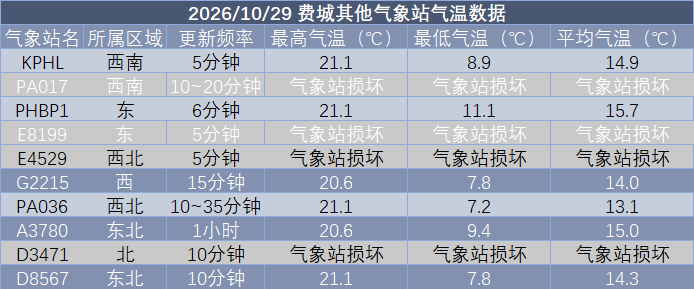 2026/10/29 费城其他气象站气温数据
气象站名 所属区域 更新频率 最高气温（℃） 最低气温（℃） 平均气温（℃）
KPHL 西南 5分钟 21.1 8.9 14.9
PA017 西南 10~20分钟 气象站损坏 气象站损坏 气象站损坏
PHBP1 东 6分钟 21.1 11.1 15.7
E8199 东 5分钟 气象站损坏 气象站损坏 气象站损坏
E4529 西北 5分钟 气象站损坏 气象站损坏 气象站损坏
G2215 西 15分钟 20.6 7.8 14.0
PA036 西北 10~35分钟 21.1 7.2 13.1
A3780 东北 1小时 20.6 9.4 15.0
D3471 北 10分钟 气象站损坏 气象站损坏 气象站损坏
D8567 东北 10分钟 21.1 7.8 14.3